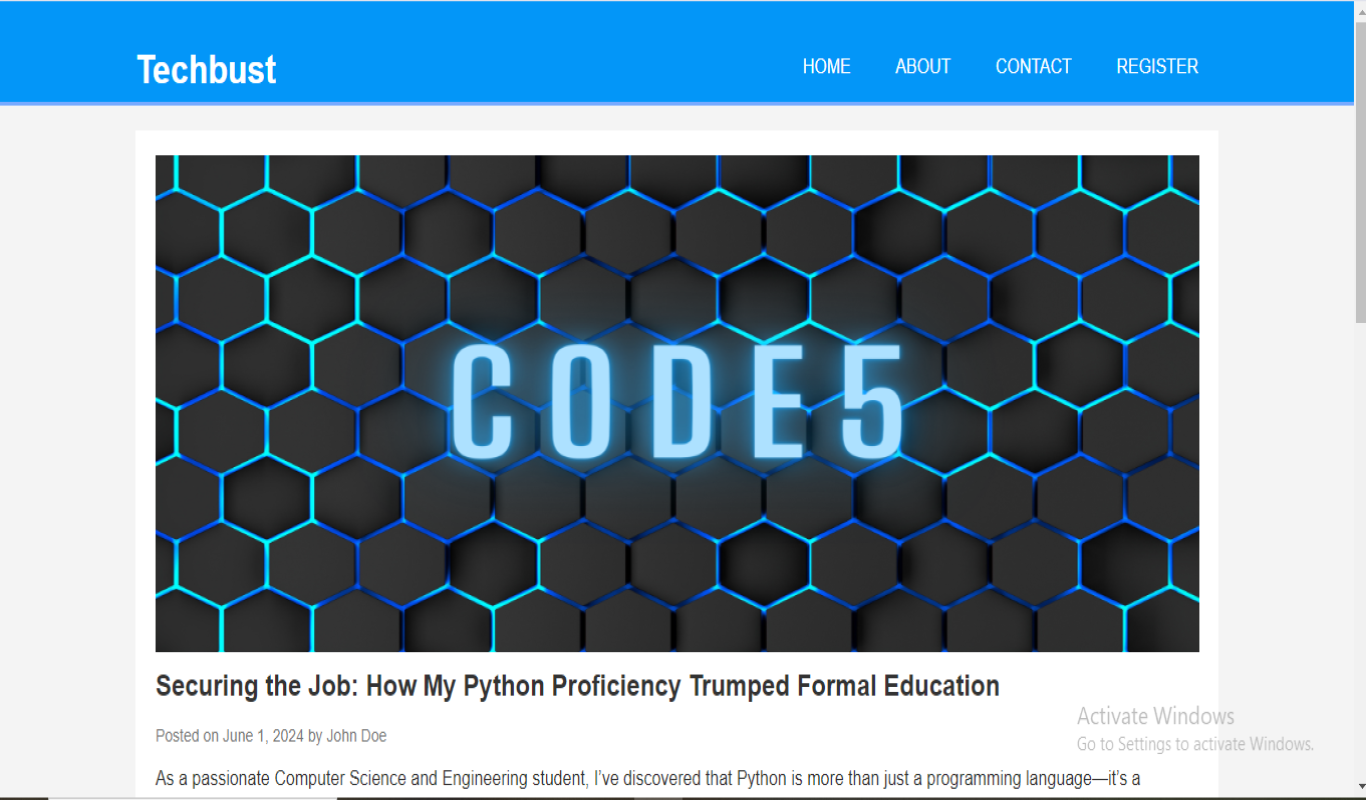 Techbust
HOME ABOUT CONTACT REGISTER
CODE5
Securing the Job: How My Python Proficiency Trumped Formal Education
Posted on June 1, 2024 by John Doe
As a passionate Computer Science and Engineering student, I’ve discovered that Python is more than just a programming language—it’s a
Activate Windows
Go to Settings to activate Windows.